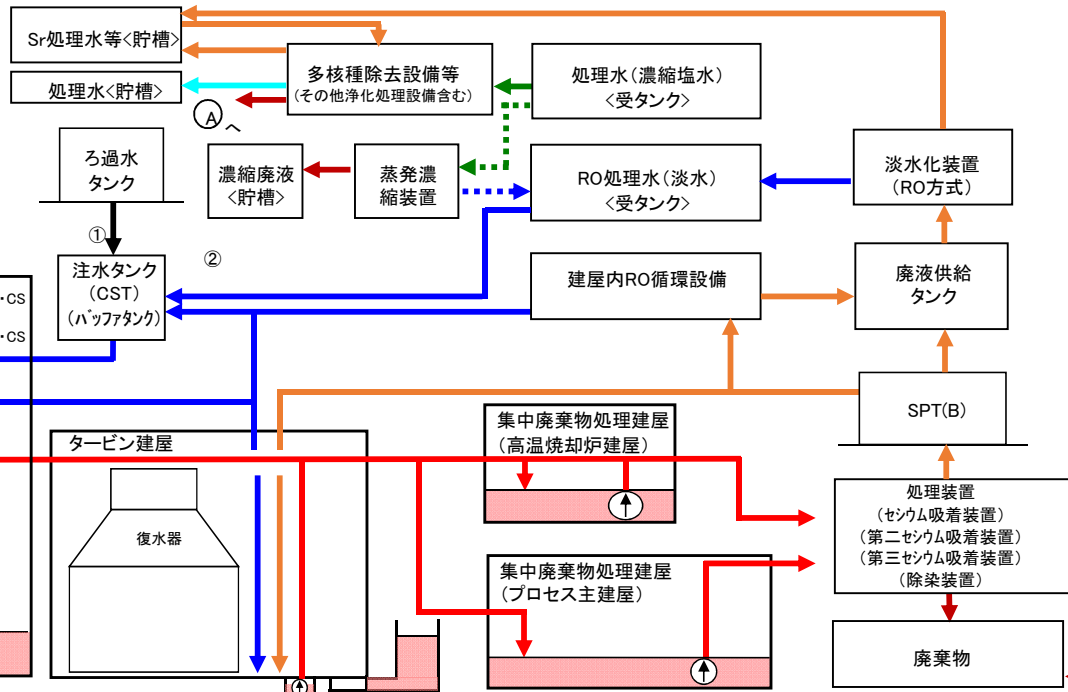 Sr処理水等<貯槽>
処理水<貯槽>
多核種除去設備等
(その他浄化処理設備含む)
処理水(濃縮塩水)
<受タンク>
A へ
ろ過水
タンク
濃縮廃液
<貯槽>
蒸発濃
縮装置
RO処理水(淡水)
<受タンク>
淡水化装置
(RO方式)
①
②
注水タンク
(CST)
(バッファタンク)
建屋内RO循環設備
廃液供給
タンク
・CS
・CS
SPT(B)
タービン建屋
集中廃棄物処理建屋
(高温焼却炉建屋)
復水器
処理装置
(セシウム吸着装置)
(第二セシウム吸着装置)
(第三セシウム吸着装置)
(除染装置)
集中廃棄物処理建屋
(プロセス主建屋)
廃棄物